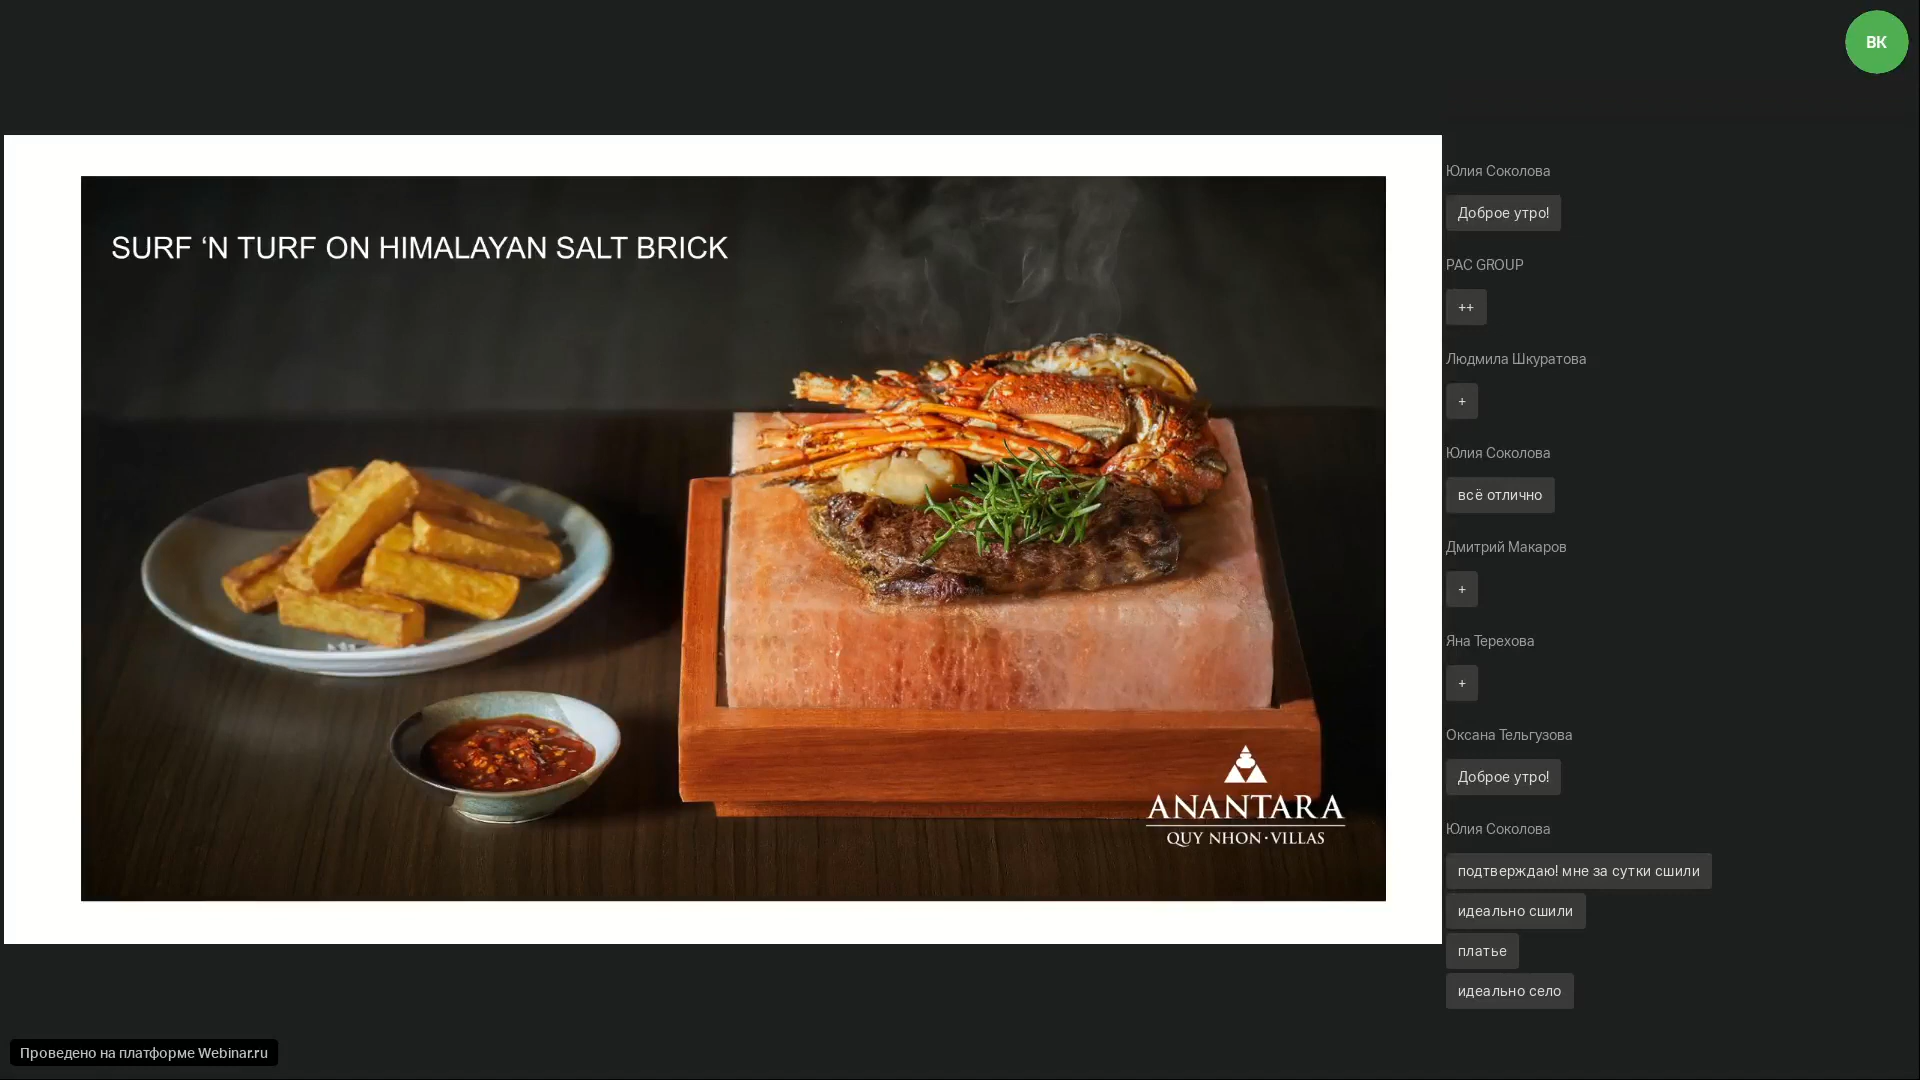 ВК
SURF ‘N TURF ON HIMALAYAN SALT BRICK
ANANTARA
QUY NHON·VILLAS
Юлия Соколова
Доброе утро!
PAC GROUP
++
Людмила Шкуратова
+
Юлия Соколова
всё отлично
Дмитрий Макаров
+
Яна Терехова
+
Оксана Тельгузова
Доброе утро!
Юлия Соколова
подтверждаю! мне за сутки сшили
идеально сшили
платье
идеально село
Проведено на платформе Webinar.ru